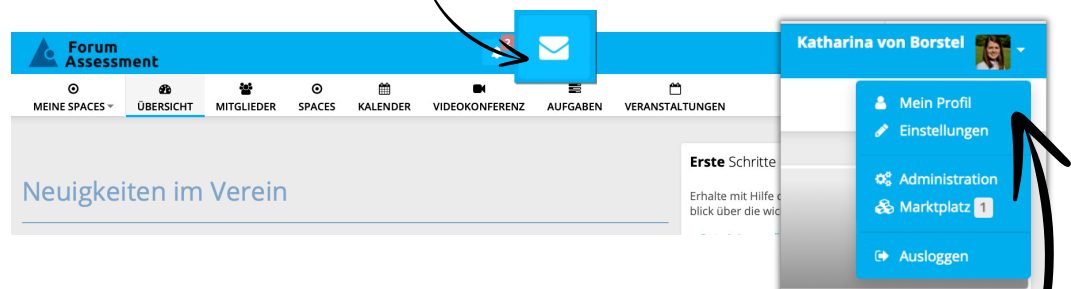 Forum
Assessment
2
MEINE SPACES
ÜBERSICHT
MITGLIEDER
SPACES
KALENDER
VIDEOKONFERENZ
AUFGABEN
VERANSTALTUNGEN
Neuigkeiten im Verein
Erste Schritte
Erhalte mit Hilfe
blick über die wic
Katharina von Borstel
Mein Profil
Einstellungen
Administration
Marktplatz 1
Ausloggen